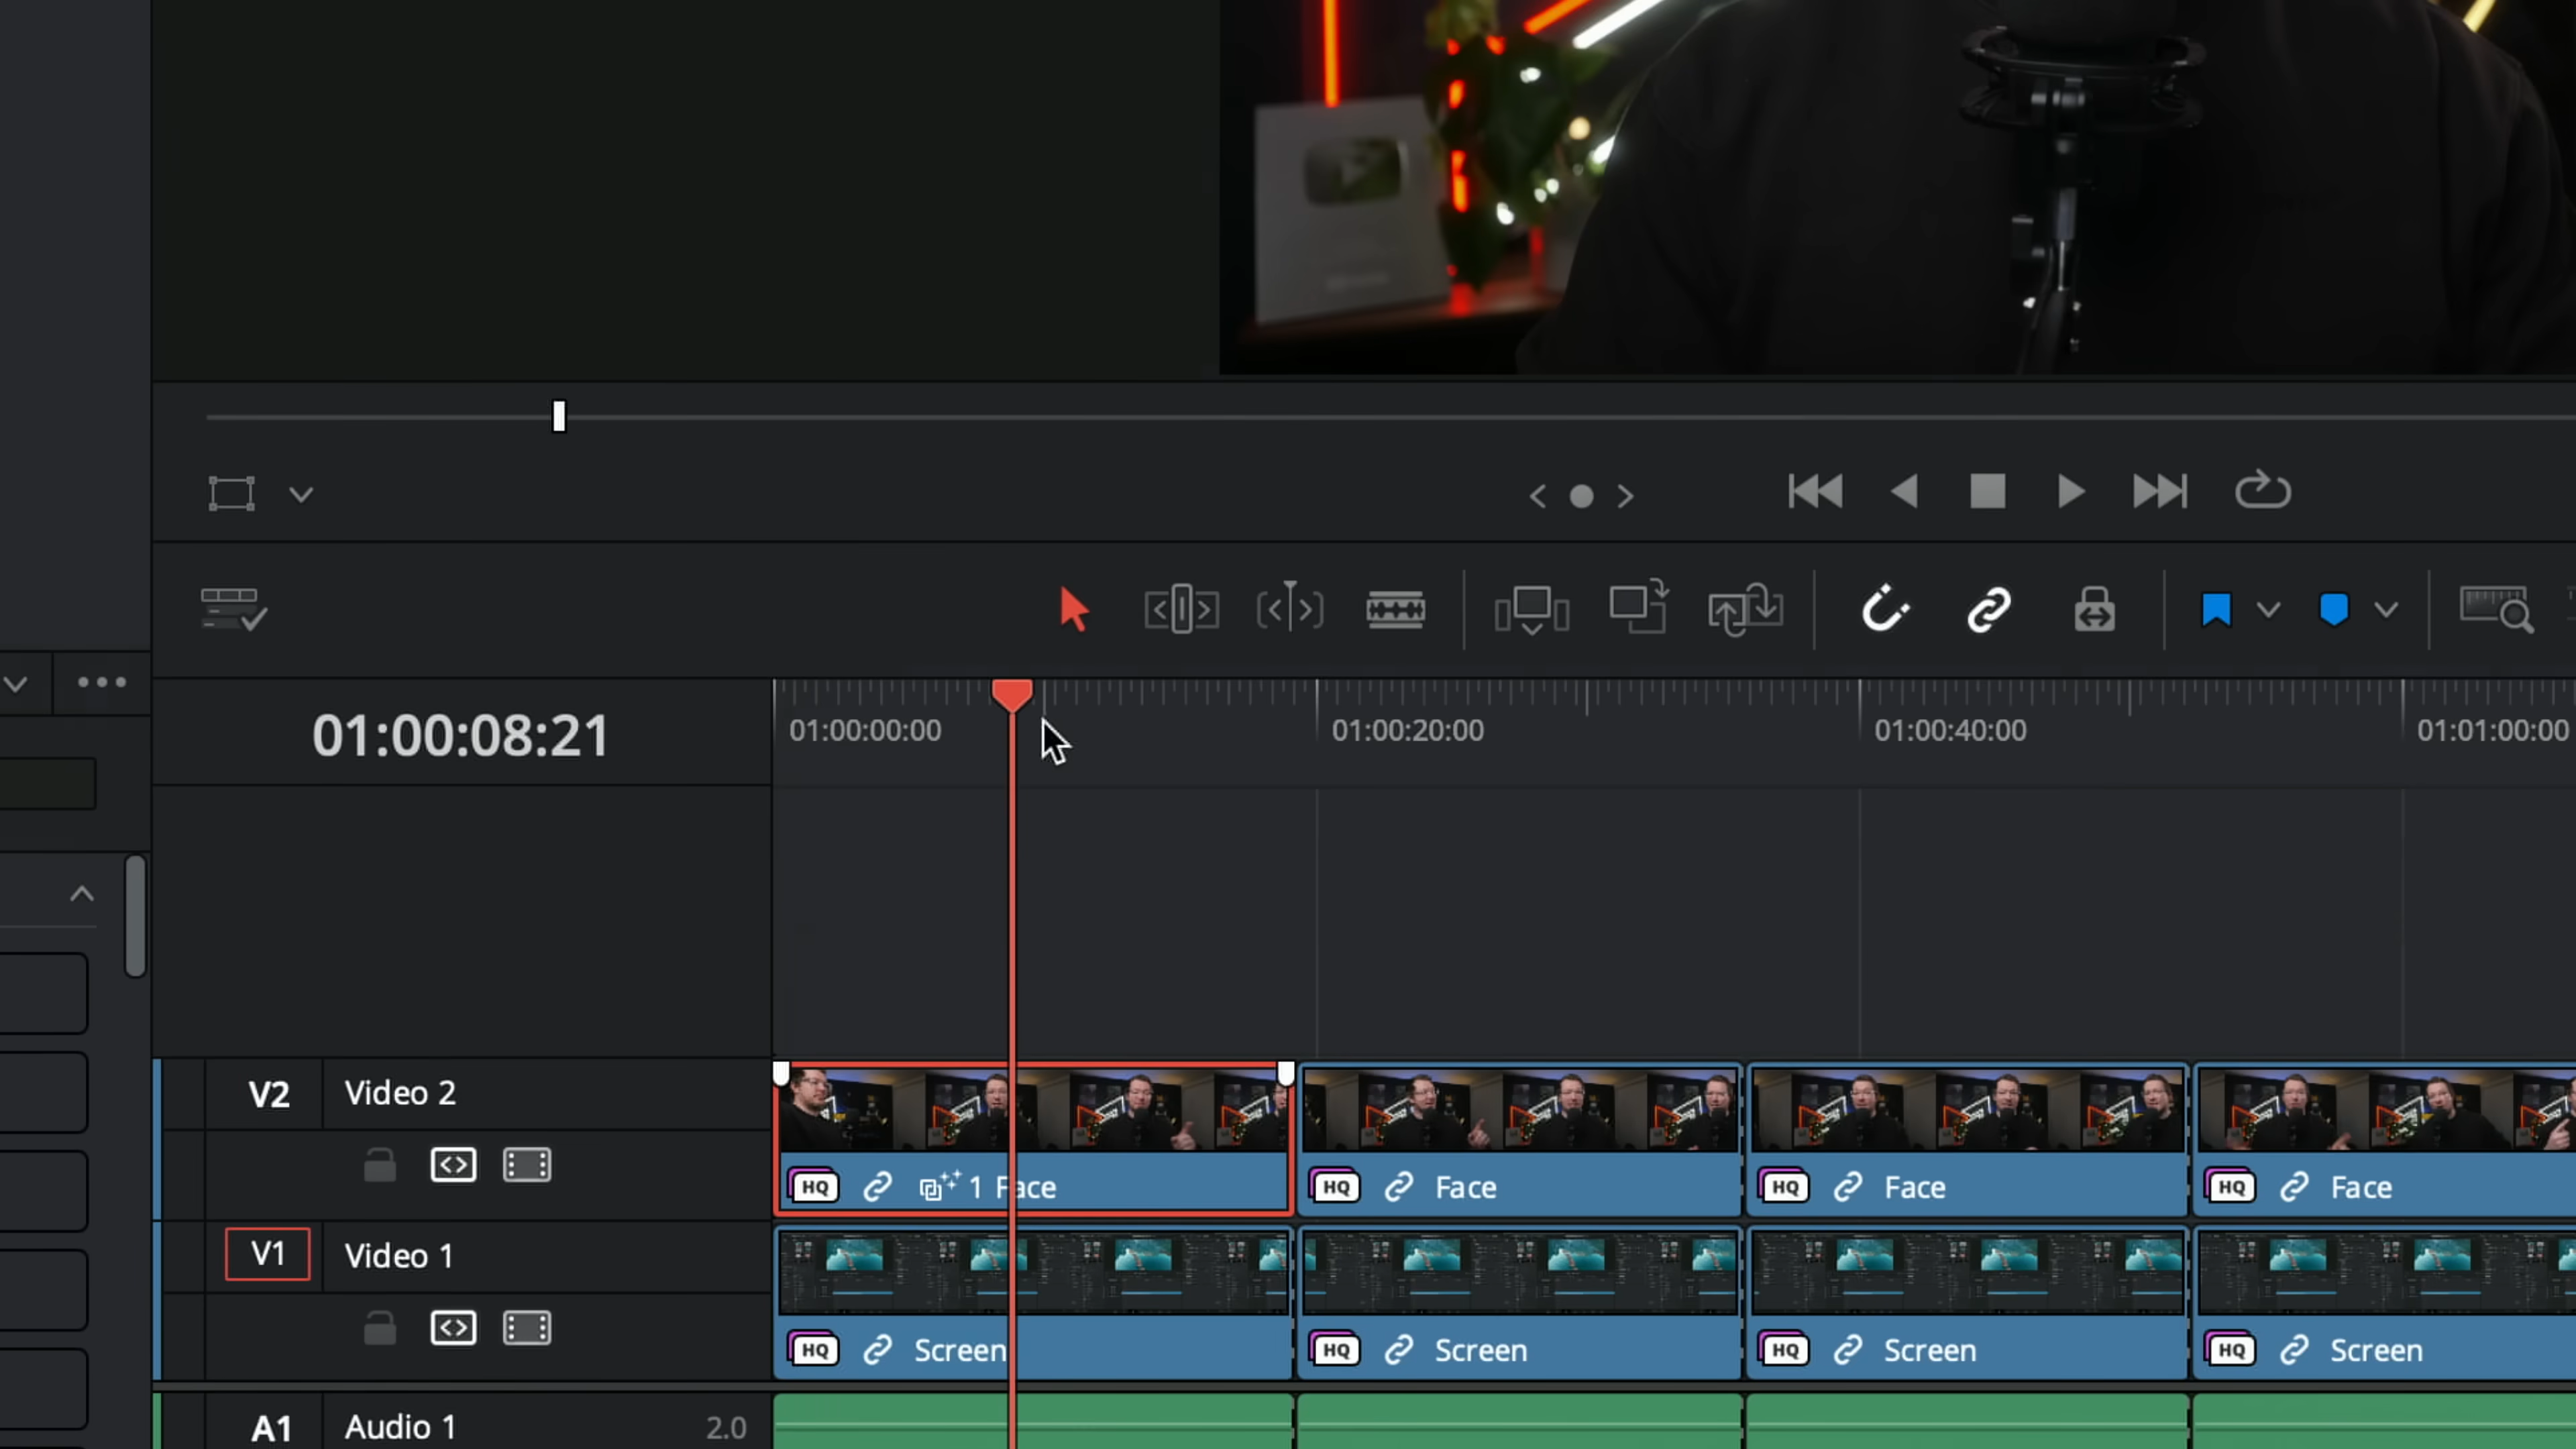 01:00:08:21
01:00:00:00
01:00:20:00
01:00:40:00
01:01:00:00
V2 Video 2
HQ 1 Face
HQ Face
HQ Face
HQ Face
V1 Video 1
HQ Screen
HQ Screen
HQ Screen
HQ Screen
A1 Audio 1 2.0